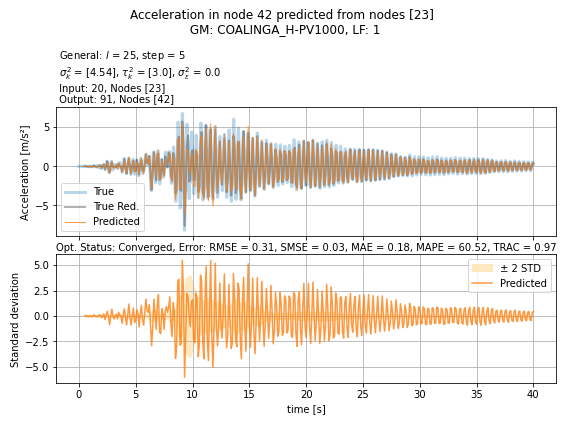 Acceleration in node 42 predicted from nodes [23]
GM: COALINGA_H-PV1000, LF: 1
General: l = 25, step = 5
σ²ₖ = [4.54], τ²ₖ = [3.0], σ²ε = 0.0
Input: 20, Nodes [23]
Output: 91, Nodes [42]
Acceleration [m/s²]
5
0
−5
True
True Red.
Predicted
Opt. Status: Converged, Error: RMSE = 0.31, SMSE = 0.03, MAE = 0.18, MAPE = 60.52, TRAC = 0.97
Standard deviation
5.0
2.5
0.0
−2.5
−5.0
± 2 STD
Predicted
0 5 10 15 20 25 30 35 40
time [s]